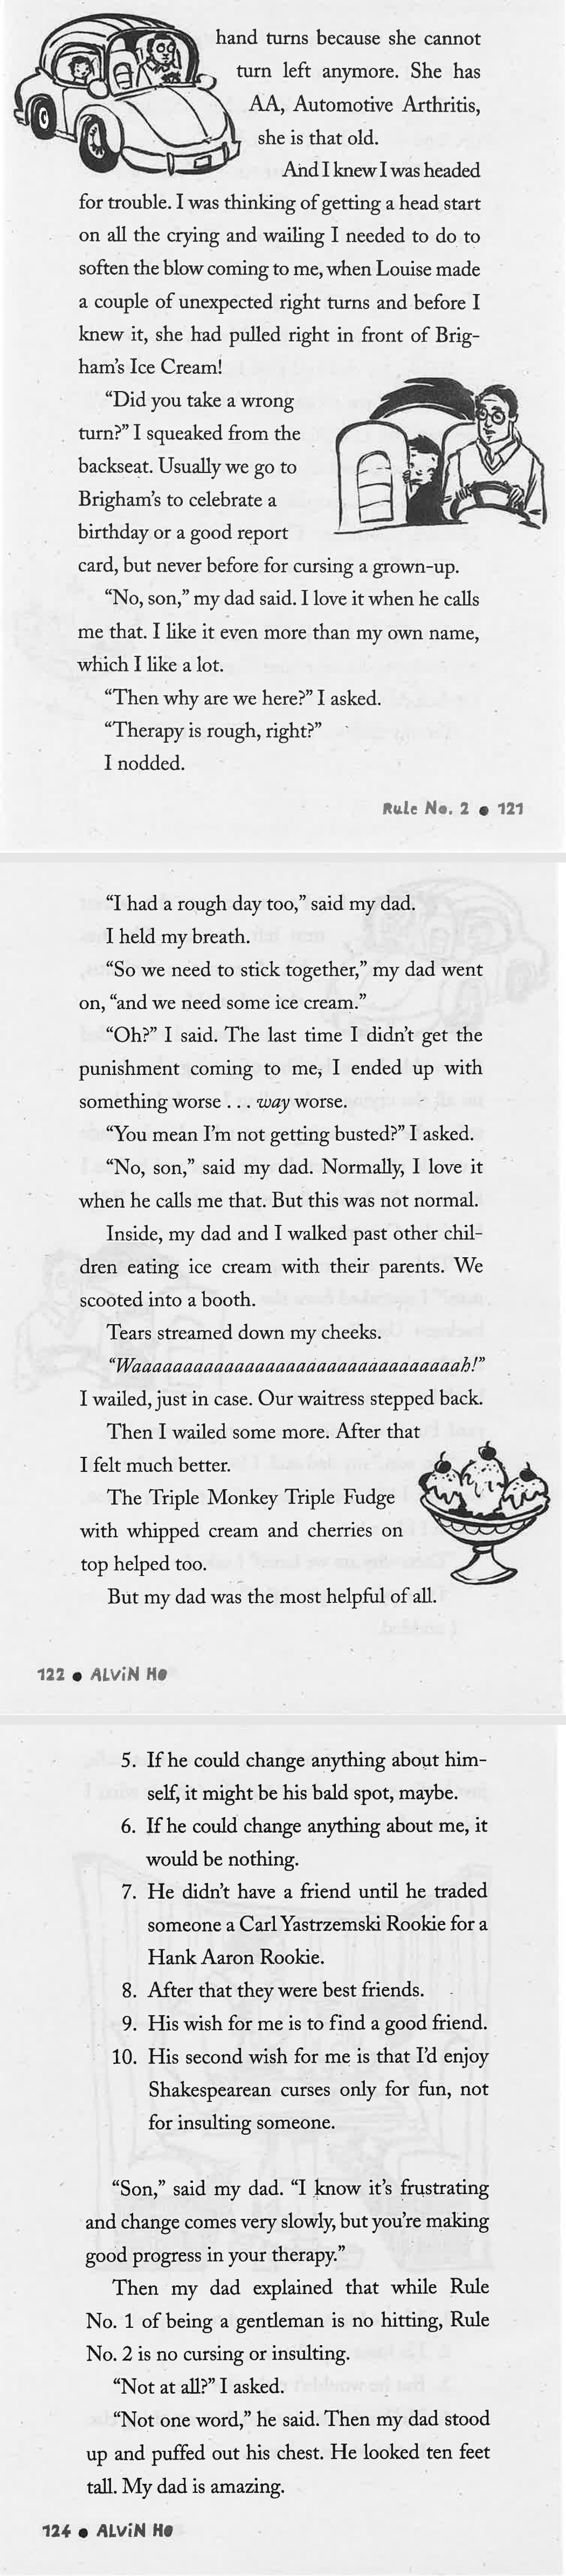 hand turns because she cannot
turn left anymore. She has
AA, Automotive Arthritis,
she is that old.
And I knew I was headed
for trouble. I was thinking of getting a head start
on all the crying and wailing I needed to do to
soften the blow coming to me, when Louise made
a couple of unexpected right turns and before I
knew it, she had pulled right in front of Brig-
ham's Ice Cream!
“Did you take a wrong
turn?” I squeaked from the
backseat. Usually we go to
Brigham's to celebrate a
birthday or a good report
card, but never before for cursing a grown-up.
“No, son,” my dad said. I love it when he calls
me that. I like it even more than my own name,
which I like a lot.
“Then why are we here?” I asked.
“Therapy is rough, right?”
I nodded.
Rule No. 2 ● 121
“I had a rough day too,” said my dad.
I held my breath.
“So we need to stick together,” my dad went
on, “and we need some ice cream.”
“Oh?” I said. The last time I didn't get the
punishment coming to me, I ended up with
something worse . . . way worse.
“You mean I'm not getting busted?” I asked.
“No, son,” said my dad. Normally, I love it
when he calls me that. But this was not normal.
Inside, my dad and I walked past other chil-
dren eating ice cream with their parents. We
scooted into a booth.
Tears streamed down my cheeks.
“Waaaaaaaaaaaaaaaaaaaaaaaaaaaaaaaaaah!”
I wailed, just in case. Our waitress stepped back.
Then I wailed some more. After that
I felt much better.
The Triple Monkey Triple Fudge
with whipped cream and cherries on
top helped too.
But my dad was the most helpful of all.
122 ● ALViN HO
5. If he could change anything about him-
self, it might be his bald spot, maybe.
6. If he could change anything about me, it
would be nothing.
7. He didn't have a friend until he traded
someone a Carl Yastrzemski Rookie for a
Hank Aaron Rookie.
8. After that they were best friends.
9. His wish for me is to find a good friend.
10. His second wish for me is that I'd enjoy
Shakespearean curses only for fun, not
for insulting someone.
“Son,” said my dad. “I know it's frustrating
and change comes very slowly, but you're making
good progress in your therapy.”
Then my dad explained that while Rule
No. 1 of being a gentleman is no hitting, Rule
No. 2 is no cursing or insulting.
“Not at all?” I asked.
“Not one word,” he said. Then my dad stood
up and puffed out his chest. He looked ten feet
tall. My dad is amazing.
124 ● ALViN HO